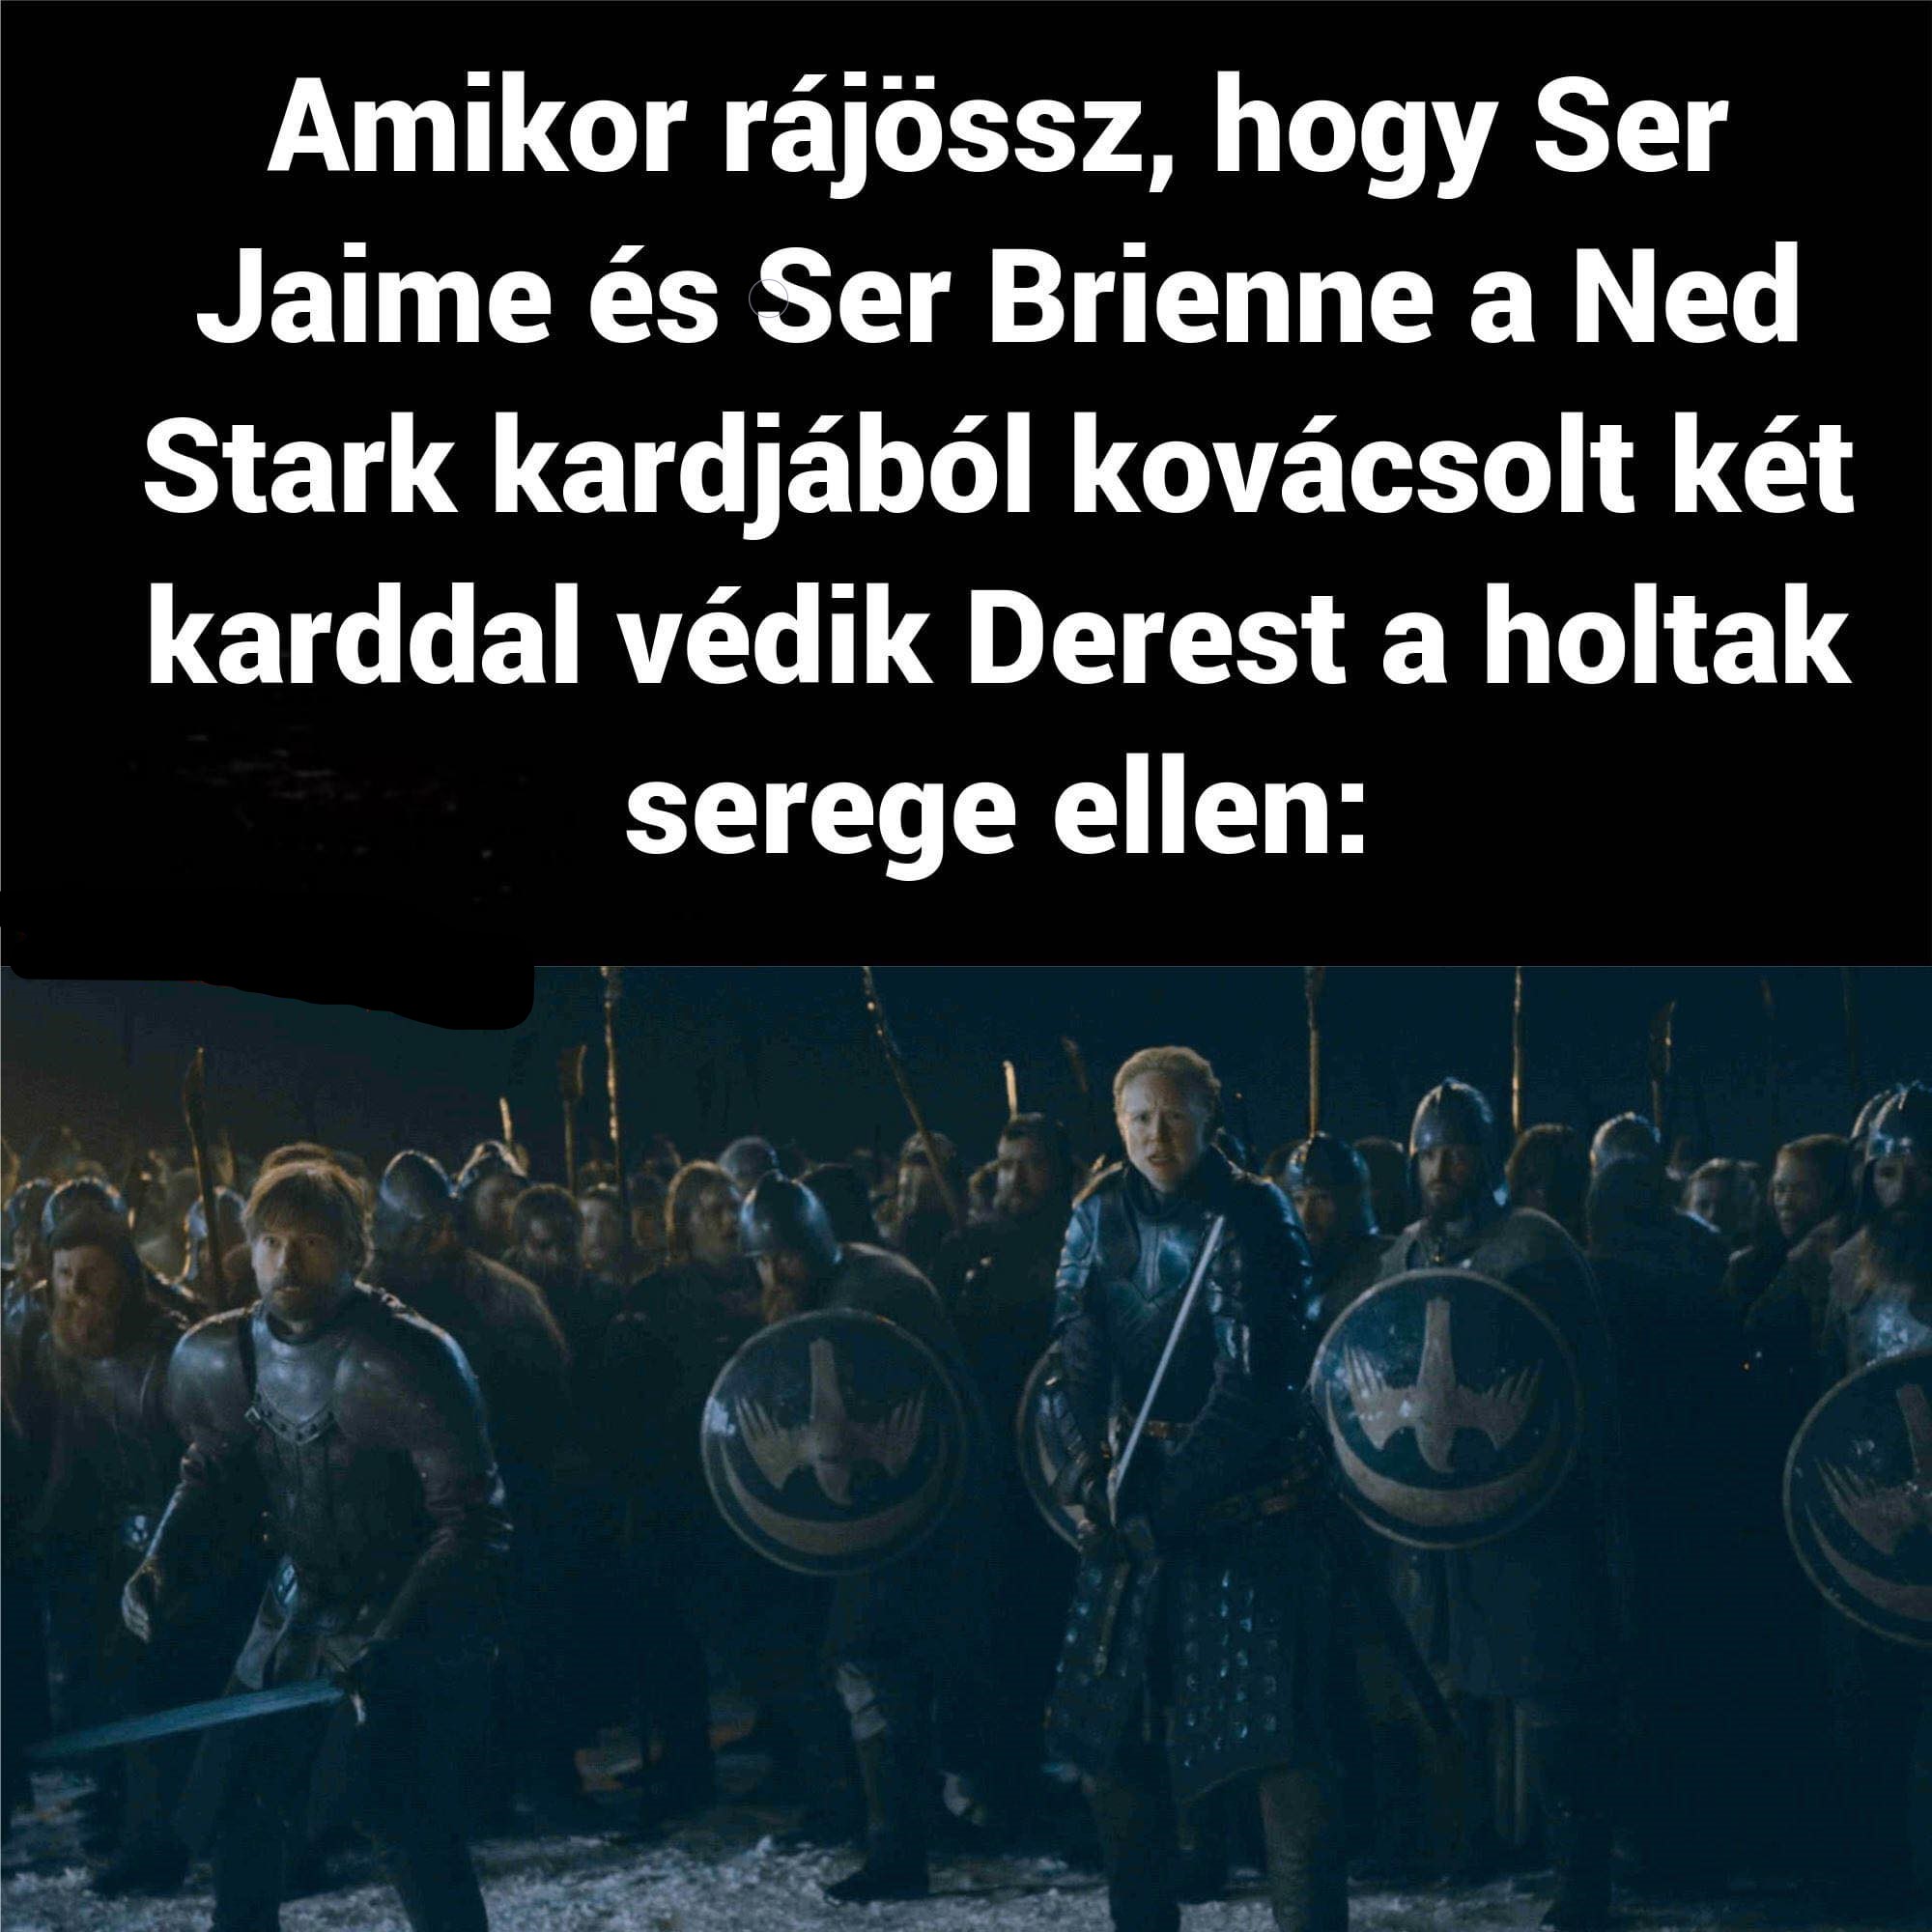 Amikor rájössz, hogy Ser
Jaime és Ser Brienne a Ned
Stark kardjából kovácsolt két
karddal védik Derest a holtak
serege ellen: